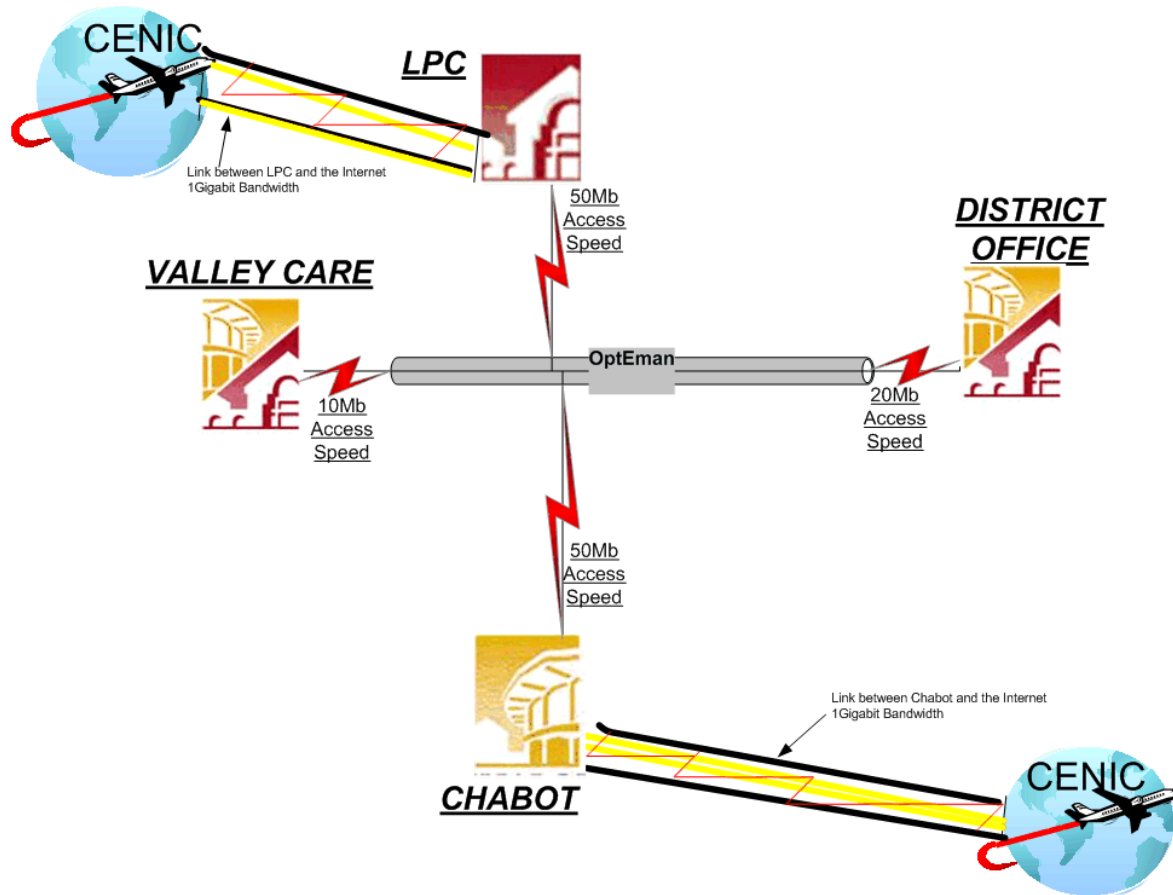 CENIC
LPC
Link between LPC and the Internet
1Gigabit Bandwidth
50Mb
Access
Speed
DISTRICT
OFFICE
VALLEY CARE
OptEman
10Mb
Access
Speed
20Mb
Access
Speed
50Mb
Access
Speed
Link between Chabot and the Internet
1Gigabit Bandwidth
CHABOT
CENIC